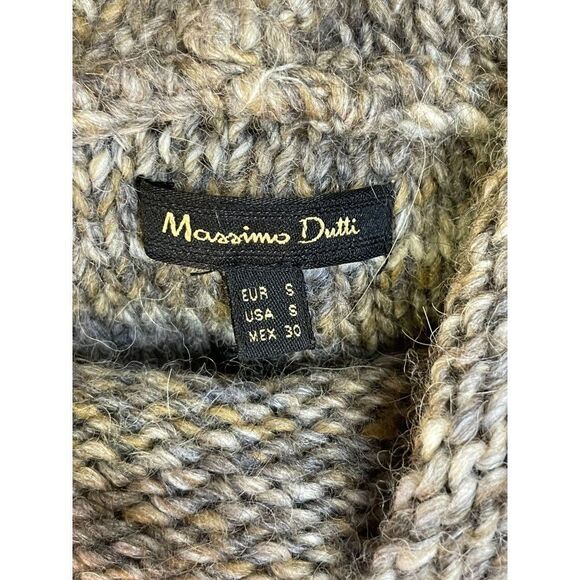 Massimo Dutti
EUR S
USA S
MEX 30